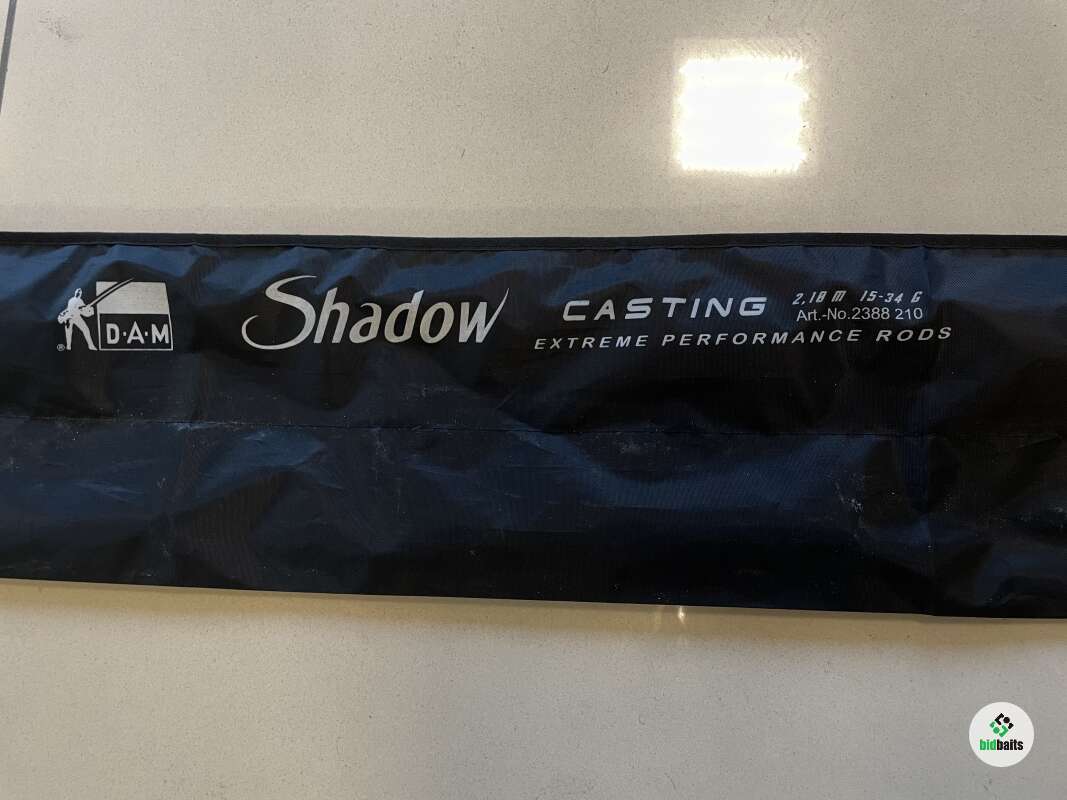 D·A·M
®
Shadow
CASTING
2,18 m 15-34 G
Art.-No.2388 210
EXTREME PERFORMANCE RODS
bidbaits